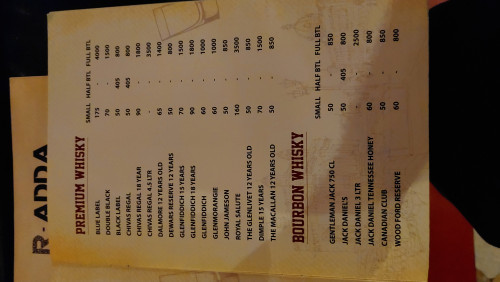 R-ADDA
PREMIUM WHISKY
SMALL HALF BTL FULL BTL
BLUE LABEL 175 - 4000
DOUBLE BLACK 70 - 1500
BLACK LABEL 50 405 800
CHIVAS REGAL 50 405 800
CHIVAS REGAL 18 YEAR 90 - 1800
CHIVAS REGAL 4.5 LTR - - 3500
DALMORE 12 YEARS OLD 65 - 1400
DEWARS RESERVE 12 YEARS 50 - 800
GLENFIDDICH 15 YEARS 70 - 1500
GLENFIDDICH 18 YEARS 90 - 1800
GLENFIDDICH 60 - 1000
GLENMORANGIE 60 - 1000
JOHN JAMESON 50 - 850
ROYAL SALUTE 160 - 3500
THE GLENLIVET 12 YEARS OLD 50 - 850
DIMPLE 15 YEARS 70 - 1500
THE MACALLAN 12 YEARS OLD 50 - 850
BOURBON WHISKY
SMALL HALF BTL FULL BTL
GENTLEMAN JACK 750 CL 50 - 850
JACK DANIEL'S 50 405 800
JACK DANIEL 3 LTR - - 2500
JACK DANIEL TENNESSEE HONEY 60 - 800
CANADIAN CLUB 50 - 850
WOOD FORD RESERVE 60 - 800